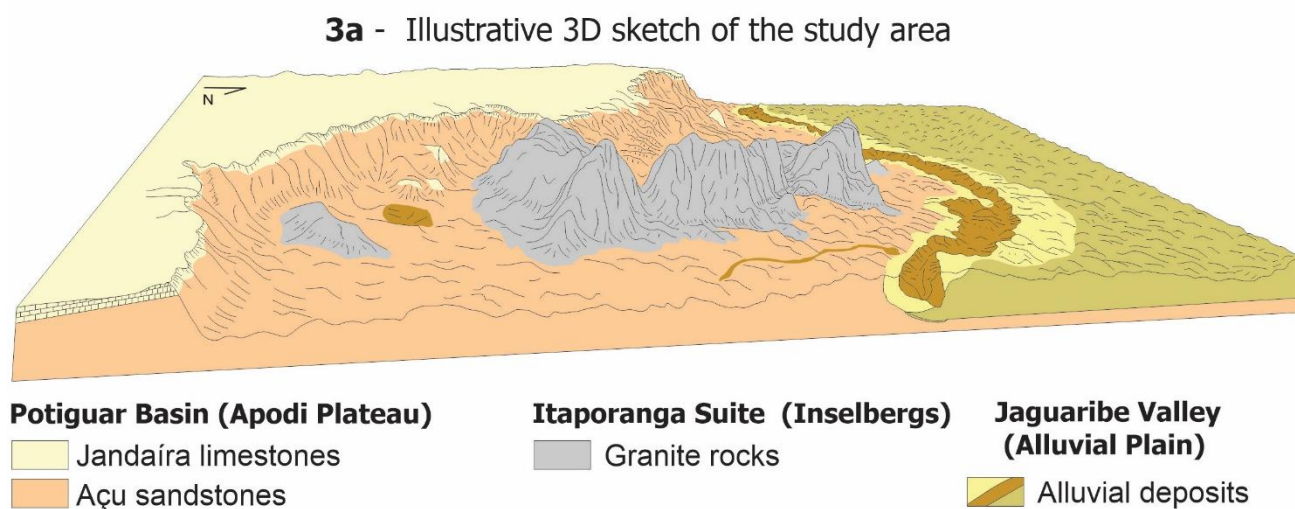 3a - Illustrative 3D sketch of the study area
N
Potiguar Basin (Apodi Plateau)
Jandaíra limestones
Açu sandstones
Itaporanga Suite (Inselbergs)
Granite rocks
Jaguaribe Valley
(Alluvial Plain)
Alluvial deposits